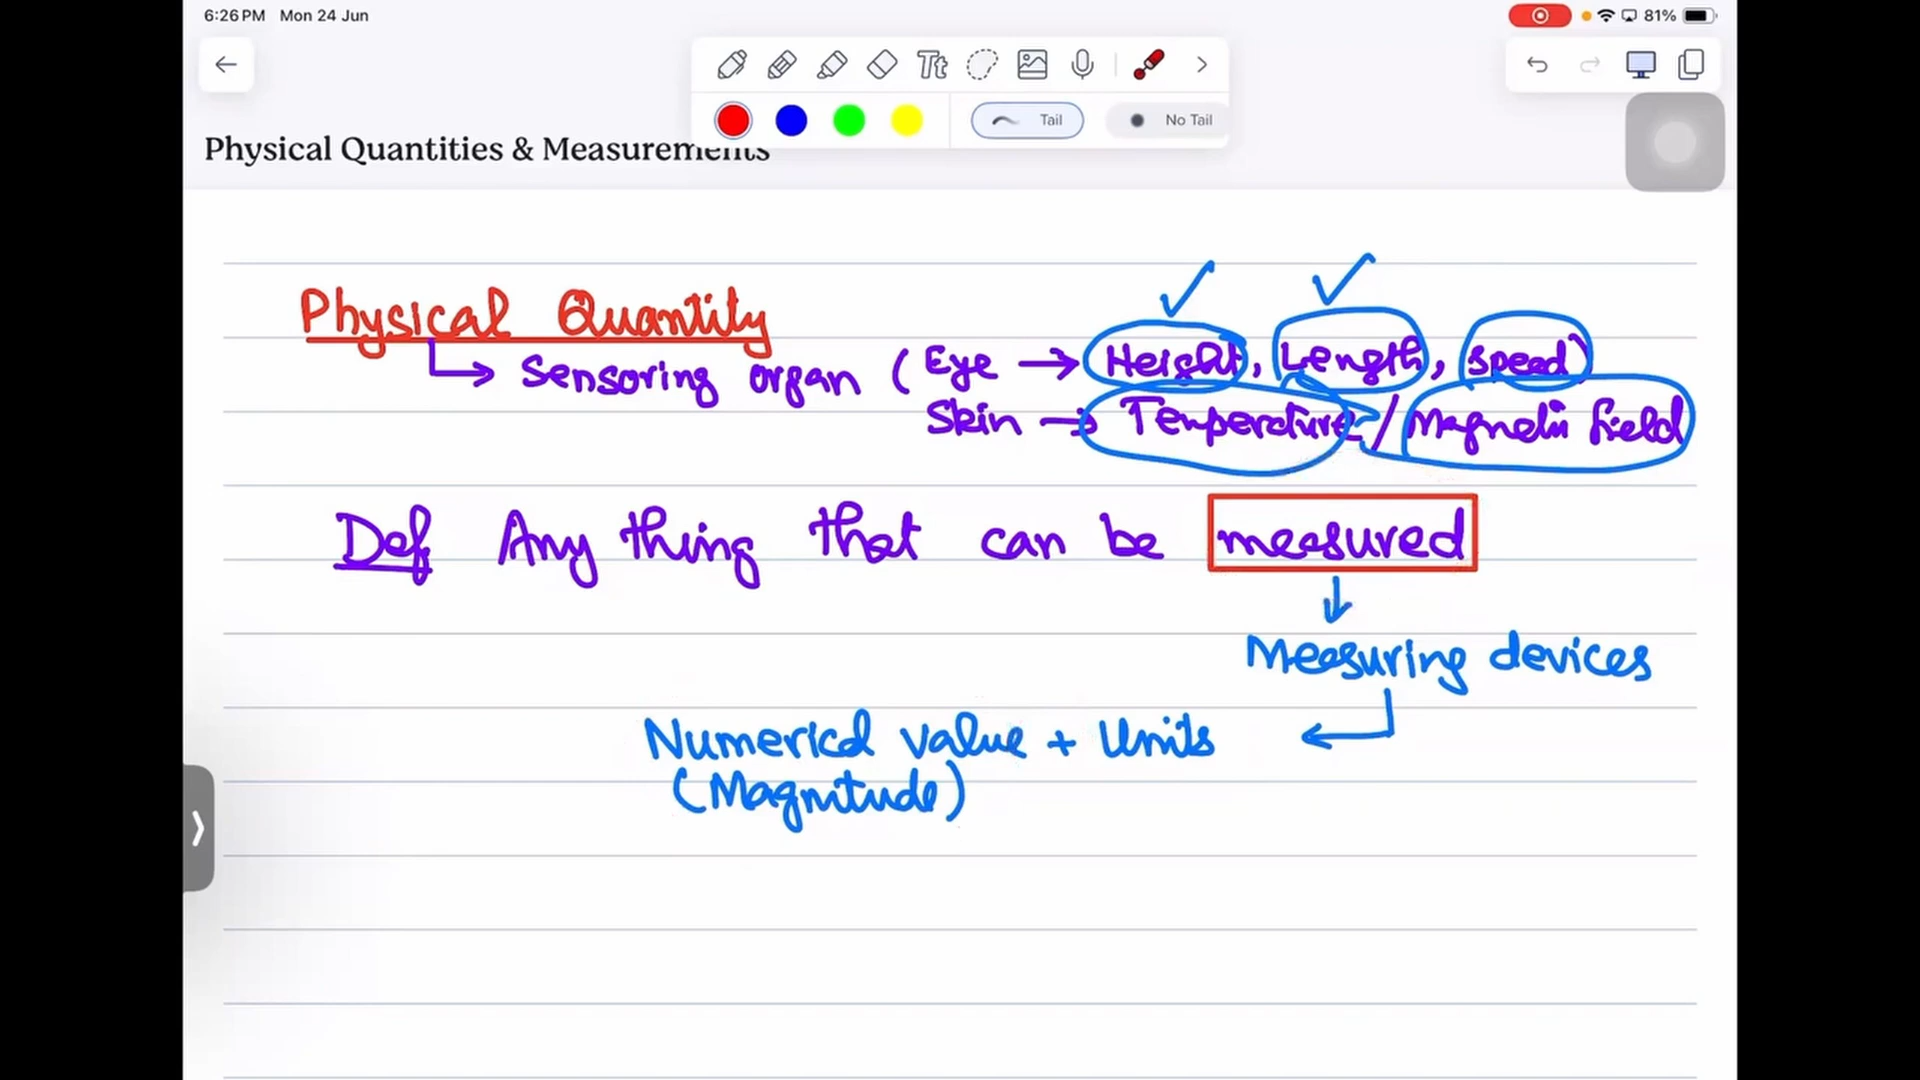 6:26 PM Mon 24 Jun
81%
Tt
Tail
No Tail
Physical Quantities & Measurements
Physical Quantity
Sensoring organ ( Eye → Height, Length, speed)
Skin → Temperature / Magnetic field
Def Any thing that can be measured
Measuring devices
Numerical value + Units
(Magnitude)